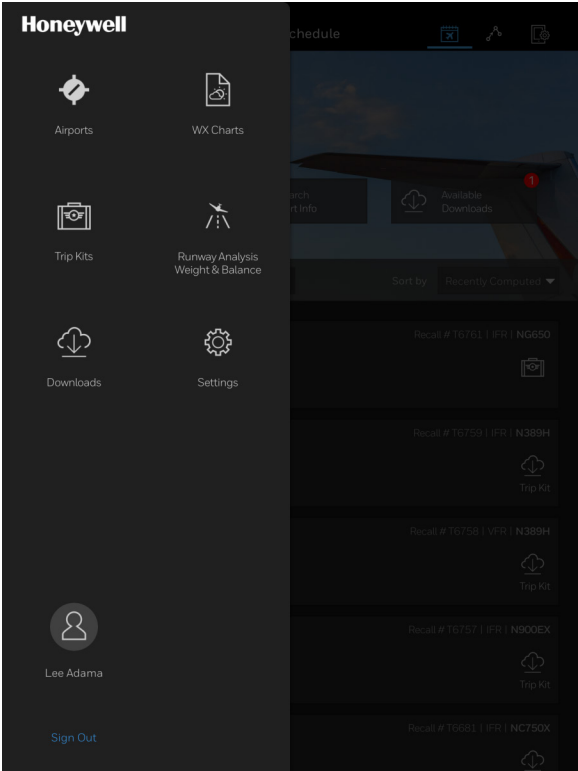 Honeywell
chedule
Airports
WX Charts
arch
rt Info
Available
Downloads
1
Trip Kits
Runway Analysis
Weight & Balance
Sort by
Recently Computed
Downloads
Settings
Recall # T6761 | IFR | NG650
Recall # T6759 | IFR | N389H
Trip Kit
Recall # T6758 | VFR | N389H
Trip Kit
Recall # T6757 | IFR | N900EX
Trip Kit
Recall # T6681 | IFR | NC750X
Lee Adama
Sign Out